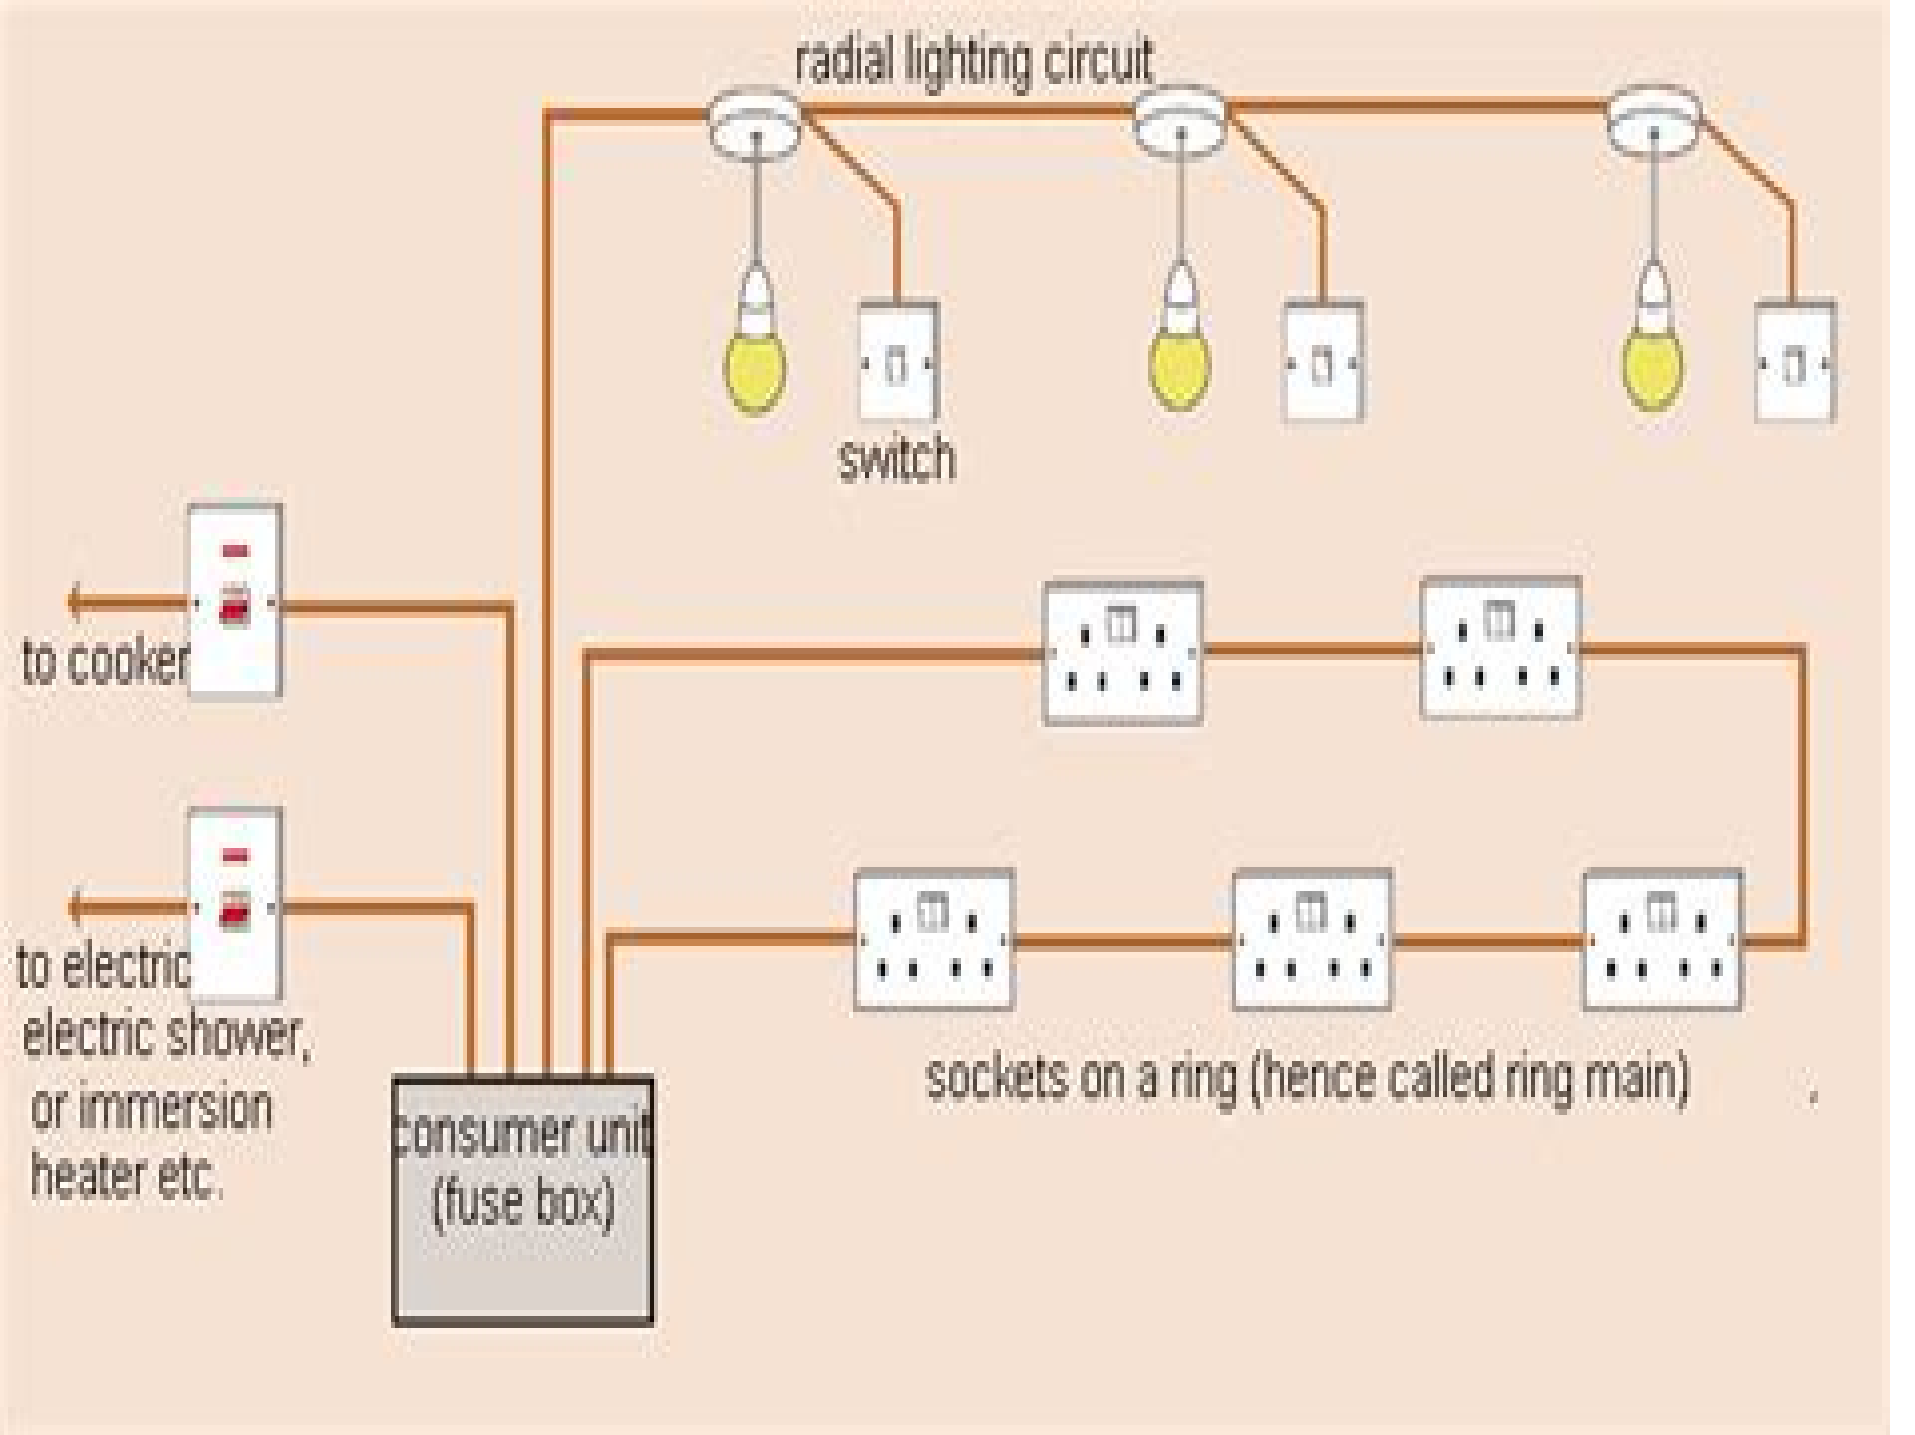 radial lighting circuit
switch
to cooker
to electric
electric shower,
or immersion
heater etc.
consumer unit
(fuse box)
sockets on a ring (hence called ring main)